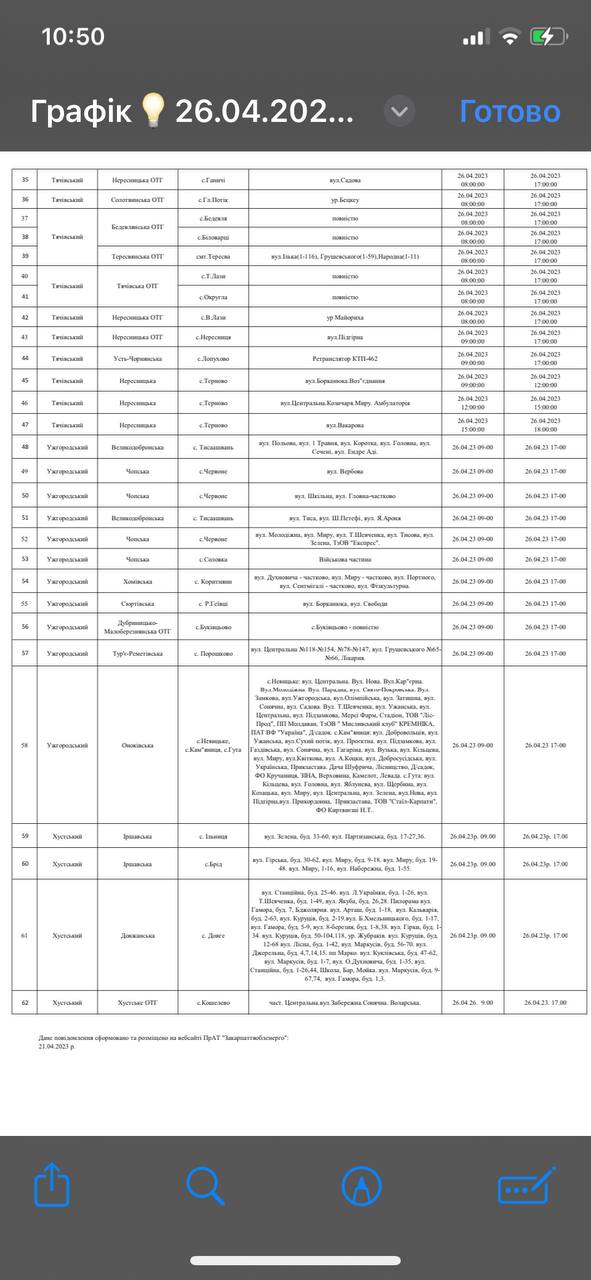 10:50
Графік 💡 26.04.202...
Готово
35 Тячівський Нересницька ОТГ с.Ганичі вул.Садова 26.04.2023 08:00:00 26.04.2023 17:00:00
36 Тячівський Солотвинська ОТГ с.Гл.Потік ур.Бецкеу 26.04.2023 08:00:00 26.04.2023 17:00:00
37 Тячівський Бедевлянська ОТГ с.Бедевля повністю 26.04.2023 08:00:00 26.04.2023 17:00:00
38 с.Біловарці повністю 26.04.2023 08:00:00 26.04.2023 17:00:00
39 Тересвянська ОТГ смт.Тересва вул.Ілька(1-116), Грушевського(1-59),Народна(1-11) 26.04.2023 08:00:00 26.04.2023 17:00:00
40 Тячівський Тячівська ОТГ с.Т.Лази повністю 26.04.2023 08:00:00 26.04.2023 17:00:00
41 с.Округла повністю 26.04.2023 08:00:00 26.04.2023 17:00:00
42 Тячівський Нересницька ОТГ с.В.Лази ур Майориха 26.04.2023 08:00:00 26.04.2023 17:00:00
43 Тячівський Нересницька ОТГ с.Нересниця вул.Підгірна 26.04.2023 09:00:00 26.04.2023 17:00:00
44 Тячівський Усть-Чорнянська с.Лопухово Ретранслятор КТП-462 26.04.2023 09:00:00 26.04.2023 17:00:00
45 Тячівський Нересницька с.Терново вул.Борканюка.Воз"єднання 26.04.2023 09:00:00 26.04.2023 12:00:00
46 Тячівський Нересницька с.Терново вул.Центральна.Козичаря.Миру. Амбулаторія 26.04.2023 12:00:00 26.04.2023 15:00:00
47 Тячівський Нересницька с.Терново вул.Вакарова 26.04.2023 15:00:00 26.04.2023 18:00:00
48 Ужгородський Великодобронська с. Тисаашвань вул. Польова, вул. 1 Травня, вул. Коротка, вул. Головна, вул.
Сечені, вул. Ендре Аді. 26.04.23 09-00 26.04.23 17-00
49 Ужгородський Чопська с.Червоне вул. Вербова 26.04.23 09-00 26.04.23 17-00
50 Ужгородський Чопська с.Червоне вул. Шкільна, вул. Гловна-частково 26.04.23 09-00 26.04.23 17-00
51 Ужгородський Великодобронська с. Тисаашвань вул. Тиса, вул. Ш.Петефі, вул. Я.Ароня 26.04.23 09-00 26.04.23 17-00
52 Ужгородський Чопська с.Червоне вул. Молодіжна, вул. Миру, вул. Т.Шевченка, вул. Тисова, вул.
Зелена, ТзОВ "Експрес". 26.04.23 09-00 26.04.23 17-00
53 Ужгородський Чопська с.Соловка Військова частина 26.04.23 09-00 26.04.23 17-00
54 Ужгородський Холмівська с. Коритняни вул. Духновича - частково, вул. Миру - частково, вул. Портного,
вул. Сентмігалі - частково, вул. Фізкультурна. 26.04.23 09-00 26.04.23 17-00
55 Ужгородський Сюртівська с. Р.Геївці вул. Борканюка, вул. Свободи 26.04.23 09-00 26.04.23 17-00
56 Ужгородський Дубриницько-
Малоберезнянська ОТГ с.Буківцьово с.Буківцьово - повністю 26.04.23 09-00 26.04.23 17-00
57 Ужгородський Тур'є-Реметівська с. Порошково вул. Центральна №118-№154, №78-№147, вул. Грушевського №65-
№66, Лікарня. 26.04.23 09-00 26.04.23 17-00
58 Ужгородський Оноківська с.Невицьке,
с.Кам"яниця, с.Гута
с.Невицьке: вул. Центральна. Вул. Нова. Вул.Кар"єрна.
Вул.Молодіжна. Вул. Парадна, вул. Свято-Покровська. Вул.
Замкова, вул.Ужгородська, вул.Олімпійська, вул. Затишна, вул.
Сонячна, вул. Садова. Вул. Т.Шевченка, вул. Ужанська, вул.
Центральна, вул. Підзамкова, Мерсі Фарм, Стадіон, ТОВ "Ліс-
Прод", ПП Молдаван, ТзОВ " Мисливський клуб" КРЕМНІКА,
ПАТ ВФ "Україна", Д/садок. с.Кам"яниця: вул. Добровольців, вул.
Ужанська, вул.Сухий потік, вул. Проектна. вул. Підзамкова, вул.
Газдівська, вул. Сонячна, вул. Гагаріна, вул. Вузька, вул. Кільцева,
вул. Миру, вул.Квіткова, вул. А.Коцки, вул. Добросусідська, вул.
Українська, Приязастава. Дача Шуфрича, Лісництво, Д/садок,
ФО Кручаниця, ЗІНА, Верховина, Камелот, Левада. с.Гута: вул.
Кільцева, вул. Головна, вул. Яблунева, вул. Щербина, вул.
Козацька, вул. Миру, вул. Центральна, вул. Зелена, вул.Нова, вул.
Підгірна,вул. Прикордонна, Приязастава, ТОВ "Сталі-Карпати",
ФО Картвигші Н.Т..
26.04.23 09-00 26.04.23 17-00
59 Хустський Іршавська с. Ільниця вул. Зелена, буд. 33-60, вул. Партизанська, буд. 17-27,36. 26.04.23р. 09.00 26.04.23р. 17.00
60 Хустський Іршавська с.Брід вул. Гірська, буд. 30-62, вул. Миру, буд. 9-18, вул. Миру, буд. 19-
48. вул. Миру, 1-16, вул. Набережна, буд. 1-55. 26.04.23р. 09.00 26.04.23р. 17.00
61 Хустський Довжанська с. Довге
вул. Станційна, буд. 25-46. вул. Л.Українки, буд. 1-26, вул.
Т.Шевченка, буд. 1-49, вул. Якуба, буд. 26,28. Пилорама вул.
Гамора, буд. 7, Бджолярня. вул. Арташ, буд. 1-18, вул. Кальварія,
буд. 2-63, вул. Куруців, буд. 2-19.вул. Б.Хмельницького, буд. 1-17,
вул. Гамора, буд. 5-9, вул. 8-березня, буд. 1-8,38. вул. Гірки, буд. 1-
34. вул. Куруців, буд. 50-104,118, ур. Жубраків. вул. Куруців, буд.
12-68 вул. Лісна, буд. 1-42, вул. Маркусів, буд. 56-70. вул.
Джерельна, буд. 4,7,14,15. пп Марко. вул. Куклівська, буд. 47-62,
вул. Маркусів, буд. 1-7, вул. О.Духновича, буд. 1-35, вул.
Станційна, буд. 1-26,44, Школа, Бар, Мойка. вул. Маркусів, буд. 9-
67,74, вул. Гамора, буд. 1,3.
26.04.23р. 09.00 26.04.23р. 17.00
62 Хустський Хустське ОТГ с.Кошелево част. Центральна.вул.Забережна.Сонячна. Воларська. 26.04.26. 9.00 26.04.23. 17.00
Дане повідомлення сформовано та розміщено на вебсайті ПрАТ "Закарпаттяобленерго":
21.04.2023 р.